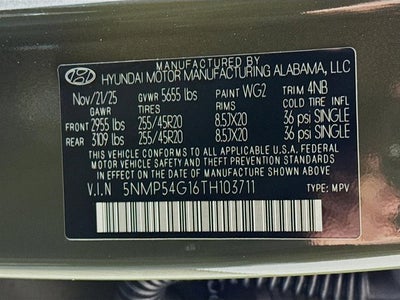 MANUFACTURED BY
HYUNDAI MOTOR MANUFACTURING ALABAMA, LLC
Nov/21/25 GVWR 5655 lbs PAINT WG2 TRIM 4NB
GAWR TIRES RIMS COLD TIRE INFL
FRONT 2955 lbs 255/45R20 8.5JX20 36 psi SINGLE
REAR 3109 lbs 255/45R20 8.5JX20 36 psi SINGLE
THIS VEHICLE CONFORMS TO ALL APPLICABLE U.S.A. FEDERAL
MOTOR VEHICLE SAFETY, BUMPER, AND THEFT PREVENTION
STANDARDS IN EFFECT ON THE DATE OF MANUFACTURE SHOWN ABOVE.
V.I.N 5NMP54G16TH103711 TYPE: MPV